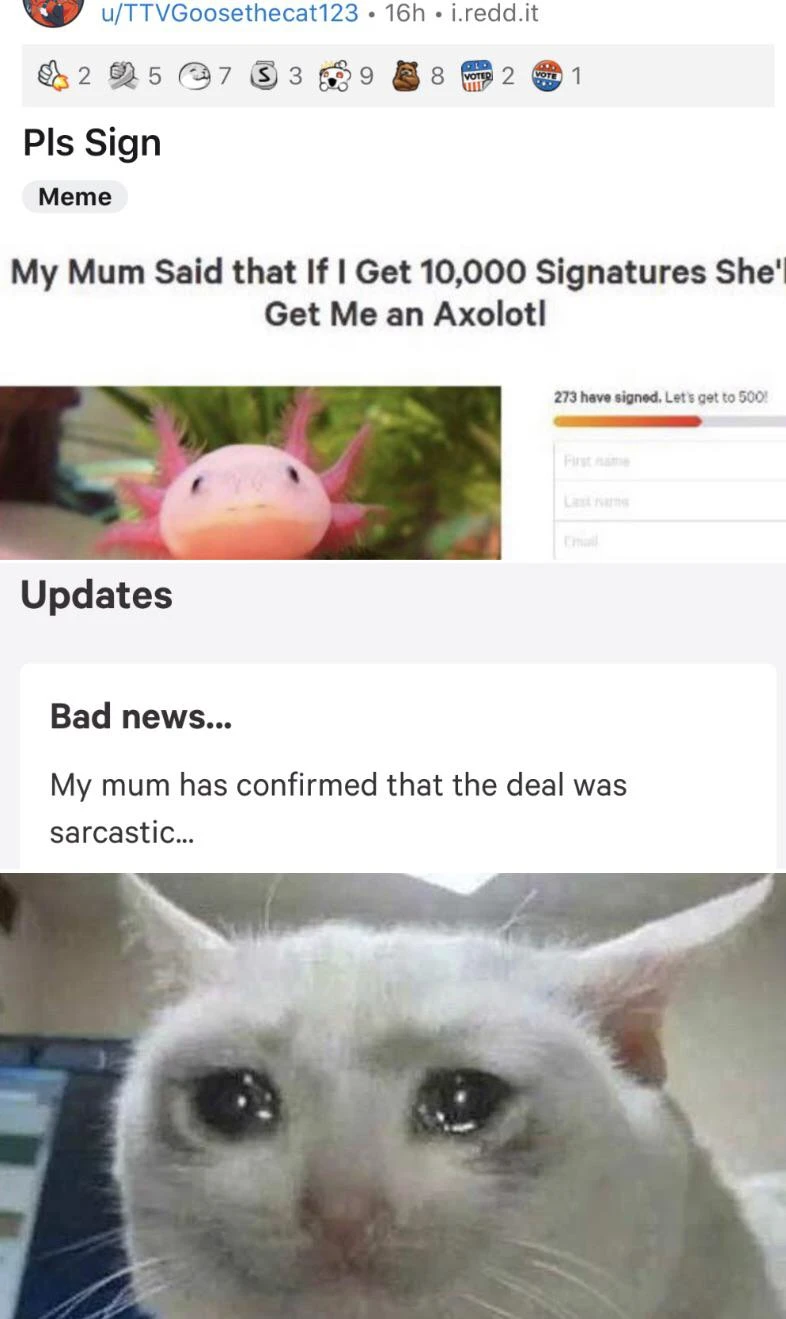 u/TTVGoosethecat123 • 16h • i.redd.it
2 5 7 S 3 9 8 VOTED 2 VOTE 1
Pls Sign
Meme
My Mum Said that If I Get 10,000 Signatures She'l
Get Me an Axolotl
273 have signed. Let's get to 500!
First name
Last name
Email
Updates
Bad news...
My mum has confirmed that the deal was
sarcastic...